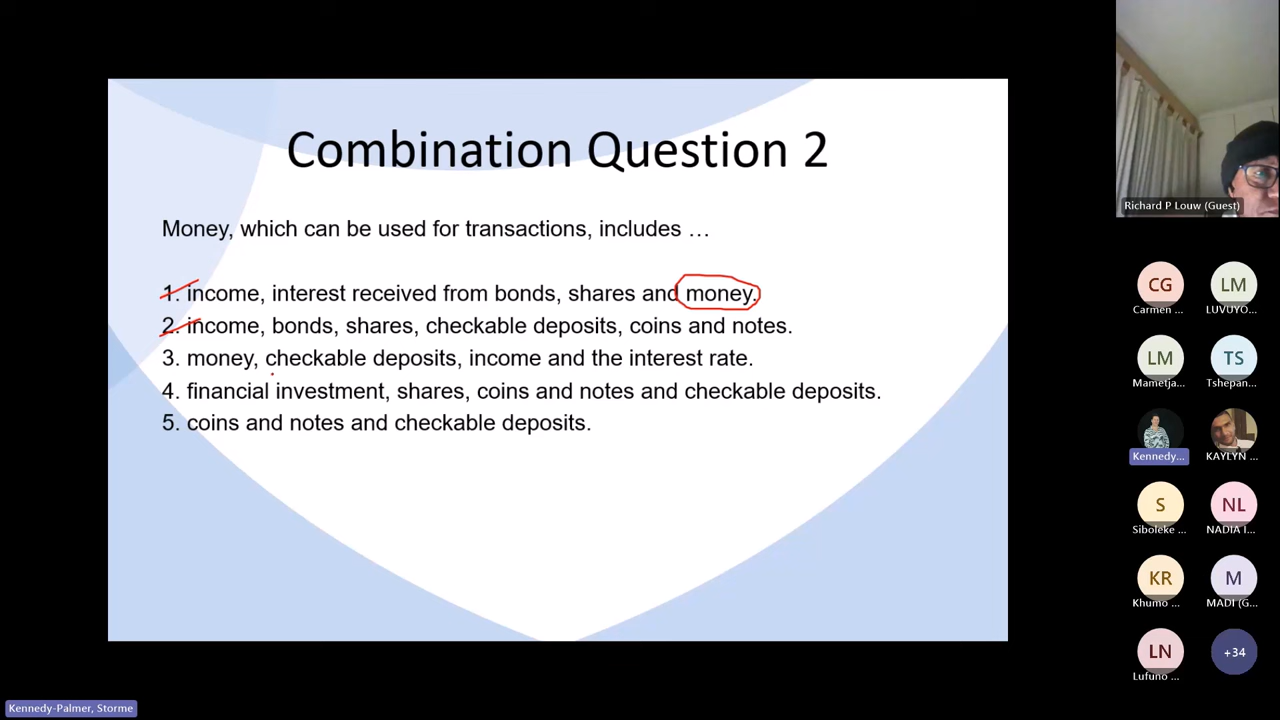 Combination Question 2
Money, which can be used for transactions, includes …
1. income, interest received from bonds, shares and money.
2. income, bonds, shares, checkable deposits, coins and notes.
3. money, checkable deposits, income and the interest rate.
4. financial investment, shares, coins and notes and checkable deposits.
5. coins and notes and checkable deposits.
Richard P Louw (Guest)
CG LM
Carmen ... LUVUYO...
LM TS
Mametja... Tshepan...
Kennedy... KAYLYN ...
S NL
Siboleke ... NADIA I...
KR M
Khumo ... MADI (G...
LN +34
Lufuno ...
Kennedy-Palmer, Storme